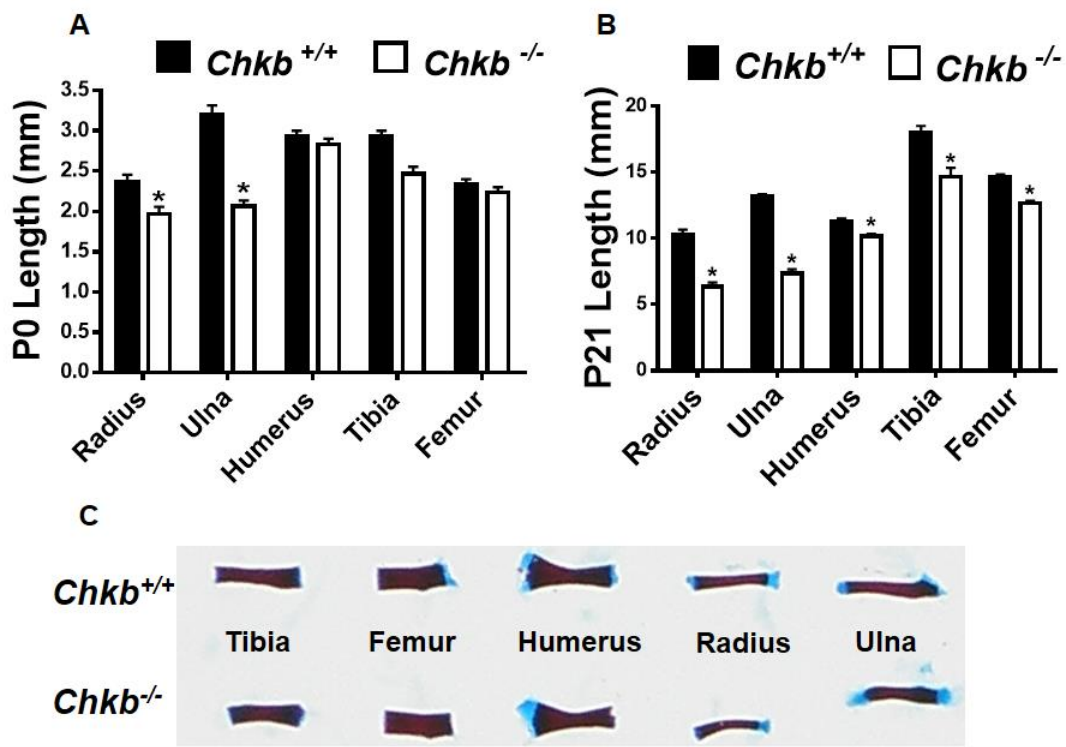 A
Chkb +/+ Chkb -/-
P0 Length (mm)
3.5
3.0
2.5
2.0
1.5
1.0
0.5
0.0
* *
Radius Ulna Humerus Tibia Femur
B
Chkb+/+ Chkb -/-
P21 Length (mm)
20
15
10
5
0
* * * * *
Radius Ulna Humerus Tibia Femur
C
Chkb+/+
Tibia Femur Humerus Radius Ulna
Chkb-/-